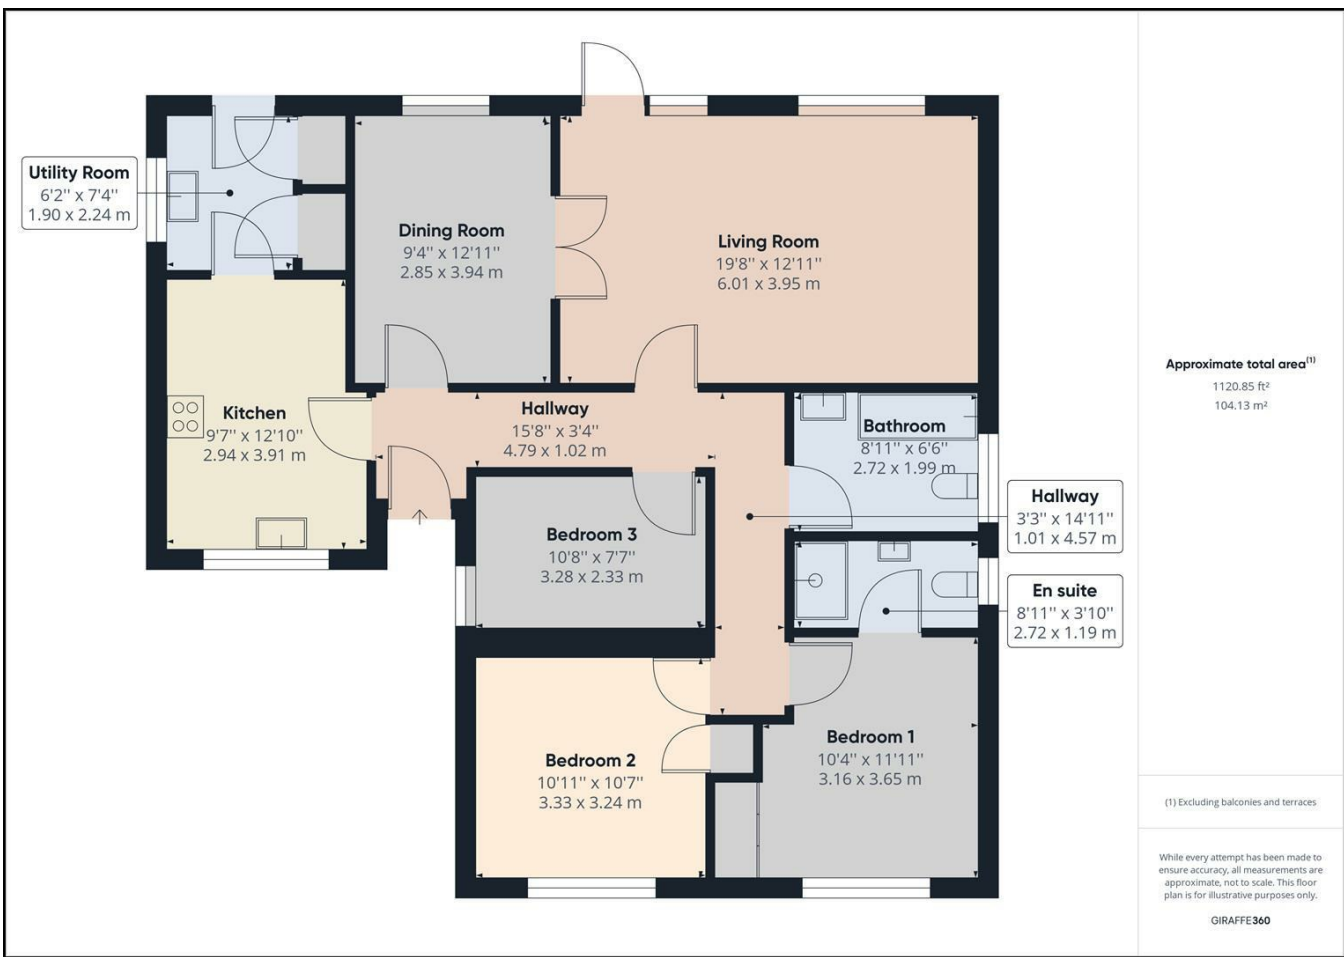 Utility Room
6'2'' x 7'4''
1.90 x 2.24 m
Dining Room
9'4'' x 12'11''
2.85 x 3.94 m
Living Room
19'8'' x 12'11''
6.01 x 3.95 m
Kitchen
9'7'' x 12'10''
2.94 x 3.91 m
Hallway
15'8'' x 3'4''
4.79 x 1.02 m
Bathroom
8'11'' x 6'6''
2.72 x 1.99 m
Hallway
3'3'' x 14'11''
1.01 x 4.57 m
Bedroom 3
10'8'' x 7'7''
3.28 x 2.33 m
En suite
8'11'' x 3'10''
2.72 x 1.19 m
Bedroom 2
10'11'' x 10'7''
3.33 x 3.24 m
Bedroom 1
10'4'' x 11'11''
3.16 x 3.65 m
Approximate total area(1)
1120.85 ft²
104.13 m²
(1) Excluding balconies and terraces
While every attempt has been made to
ensure accuracy, all measurements are
approximate, not to scale. This floor
plan is for illustrative purposes only.
GIRAFFE360